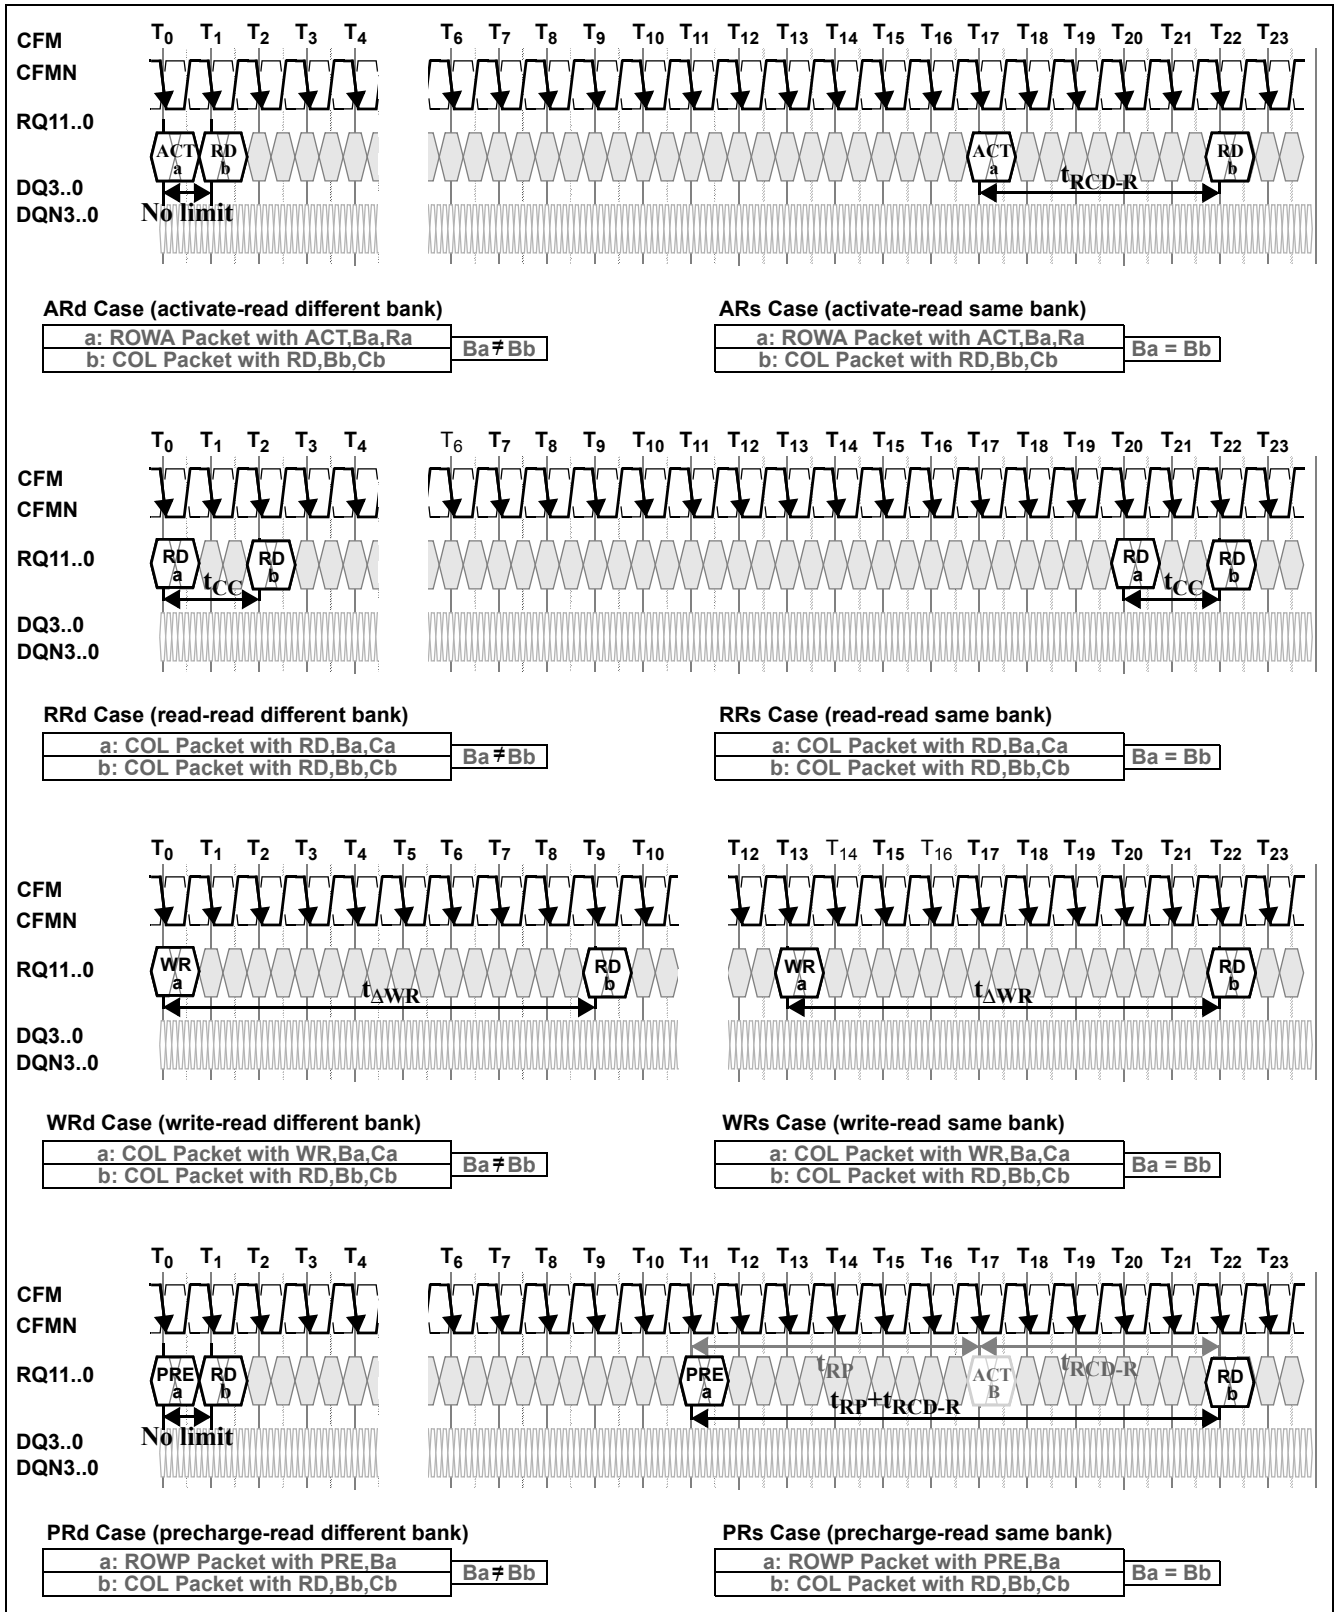 T0 T1 T2 T3 T4 T6 T7 T8 T9 T10 T11 T12 T13 T14 T15 T16 T17 T18 T19 T20 T21 T22 T23
CFM
CFMN
RQ11..0
ACT a RD b ACT a RD b
tRCD-R
DQ3..0
DQN3..0
No limit
ARd Case (activate-read different bank) ARs Case (activate-read same bank)
a: ROWA Packet with ACT,Ba,Ra a: ROWA Packet with ACT,Ba,Ra
Ba ≠ Bb Ba = Bb
b: COL Packet with RD,Bb,Cb b: COL Packet with RD,Bb,Cb
T0 T1 T2 T3 T4 T6 T7 T8 T9 T10 T11 T12 T13 T14 T15 T16 T17 T18 T19 T20 T21 T22 T23
CFM
CFMN
RQ11..0
RD a RD b RD a RD b
tCC tCC
DQ3..0
DQN3..0
RRd Case (read-read different bank) RRs Case (read-read same bank)
a: COL Packet with RD,Ba,Ca a: COL Packet with RD,Ba,Ca
Ba ≠ Bb Ba = Bb
b: COL Packet with RD,Bb,Cb b: COL Packet with RD,Bb,Cb
T0 T1 T2 T3 T4 T5 T6 T7 T8 T9 T10 T12 T13 T14 T15 T16 T17 T18 T19 T20 T21 T22 T23
CFM
CFMN
RQ11..0
WR a RD b WR a RD b
tΔWR tΔWR
DQ3..0
DQN3..0
WRd Case (write-read different bank) WRs Case (write-read same bank)
a: COL Packet with WR,Ba,Ca a: COL Packet with WR,Ba,Ca
Ba ≠ Bb Ba = Bb
b: COL Packet with RD,Bb,Cb b: COL Packet with RD,Bb,Cb
T0 T1 T2 T3 T4 T6 T7 T8 T9 T10 T11 T12 T13 T14 T15 T16 T17 T18 T19 T20 T21 T22 T23
CFM
CFMN
RQ11..0
PRE a RD b PRE a tRP ACT B tRCD-R RD b
tRP+tRCD-R
No limit
DQ3..0
DQN3..0
PRd Case (precharge-read different bank) PRs Case (precharge-read same bank)
a: ROWP Packet with PRE,Ba a: ROWP Packet with PRE,Ba
Ba ≠ Bb Ba = Bb
b: COL Packet with RD,Bb,Cb b: COL Packet with RD,Bb,Cb